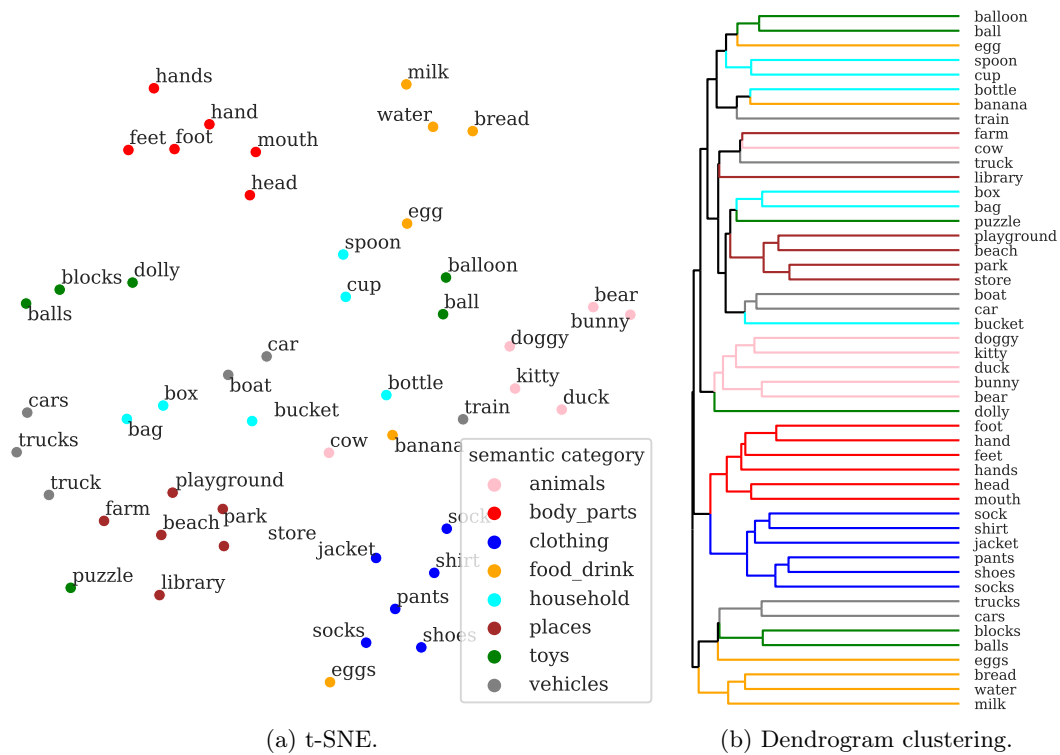 hands
milk
hand
water
bread
feet
foot
mouth
head
egg
spoon
balloon
blocks
dolly
cup
ball
bear
balls
bunny
car
doggy
boat
kitty
cars
box
bottle
duck
bag
bucket
train
trucks
cow
banana
semantic category
animals
body_parts
clothing
food_drink
household
places
toys
vehicles
truck
playground
farm
beach
park
store
sock
jacket
shirt
puzzle
library
pants
socks
shoes
eggs
(a) t-SNE.
balloon
ball
egg
spoon
cup
bottle
banana
train
farm
cow
truck
library
box
bag
puzzle
playground
beach
park
store
boat
car
bucket
doggy
kitty
duck
bunny
bear
dolly
foot
hand
feet
hands
head
mouth
sock
shirt
jacket
pants
shoes
socks
trucks
cars
blocks
balls
eggs
bread
water
milk
(b) Dendrogram clustering.